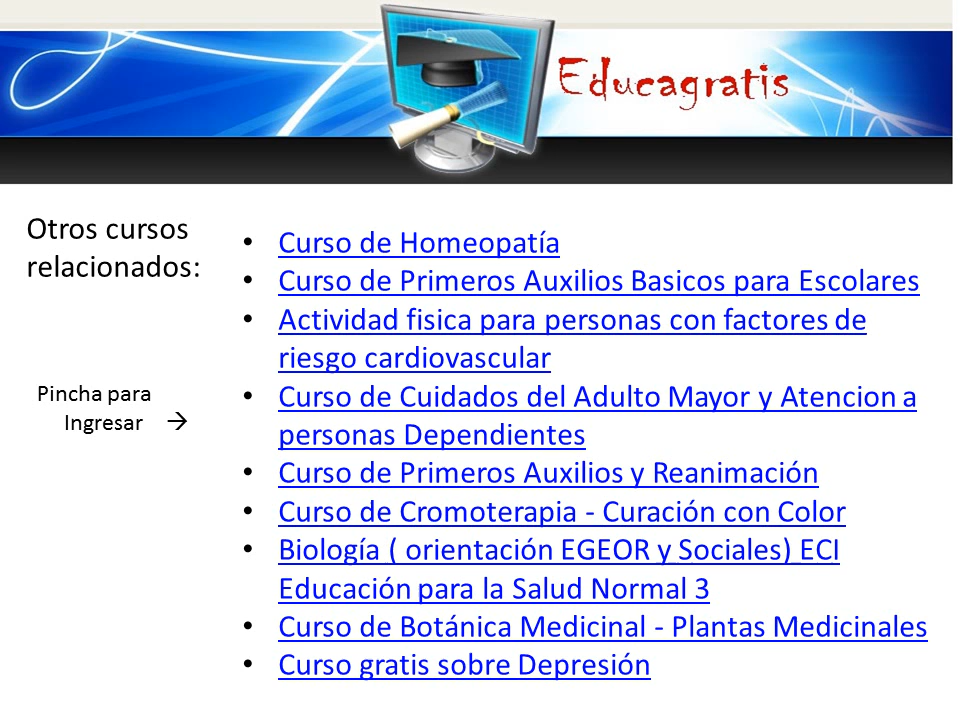 Educagratis
Otros cursos
relacionados:
Pincha para
Ingresar →
• Curso de Homeopatía
• Curso de Primeros Auxilios Basicos para Escolares
• Actividad fisica para personas con factores de
riesgo cardiovascular
• Curso de Cuidados del Adulto Mayor y Atencion a
personas Dependientes
• Curso de Primeros Auxilios y Reanimación
• Curso de Cromoterapia - Curación con Color
• Biología ( orientación EGEOR y Sociales) ECI
Educación para la Salud Normal 3
• Curso de Botánica Medicinal - Plantas Medicinales
• Curso gratis sobre Depresión